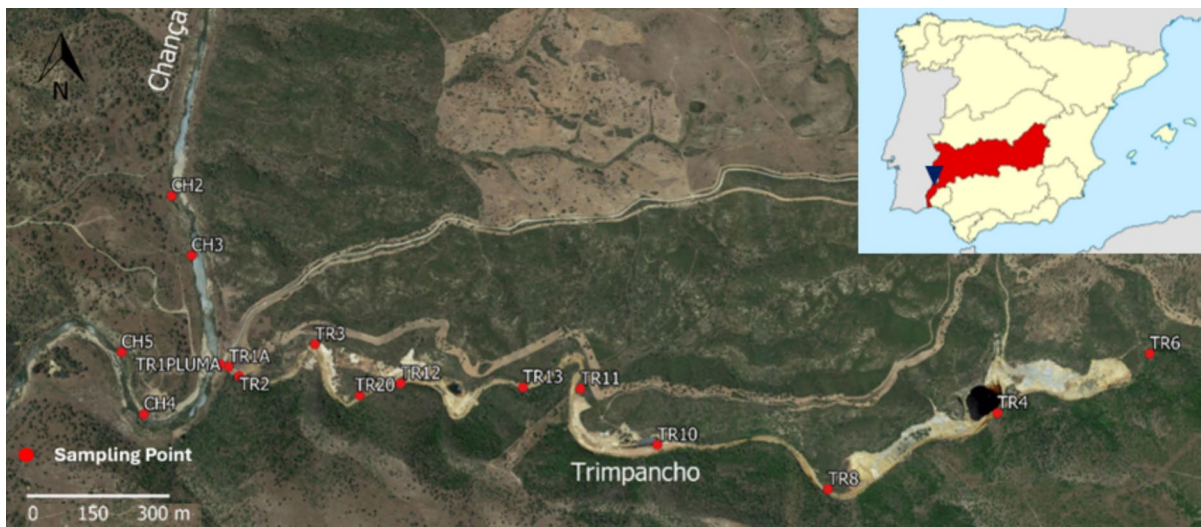 Chança
N
CH2
CH3
CH5
TR1PLUMA
TR1A
TR2
CH4
TR3
TR20
TR12
TR13
TR11
TR10
TR8
TR4
TR6
Trimpancho
Sampling Point
0 150 300 m